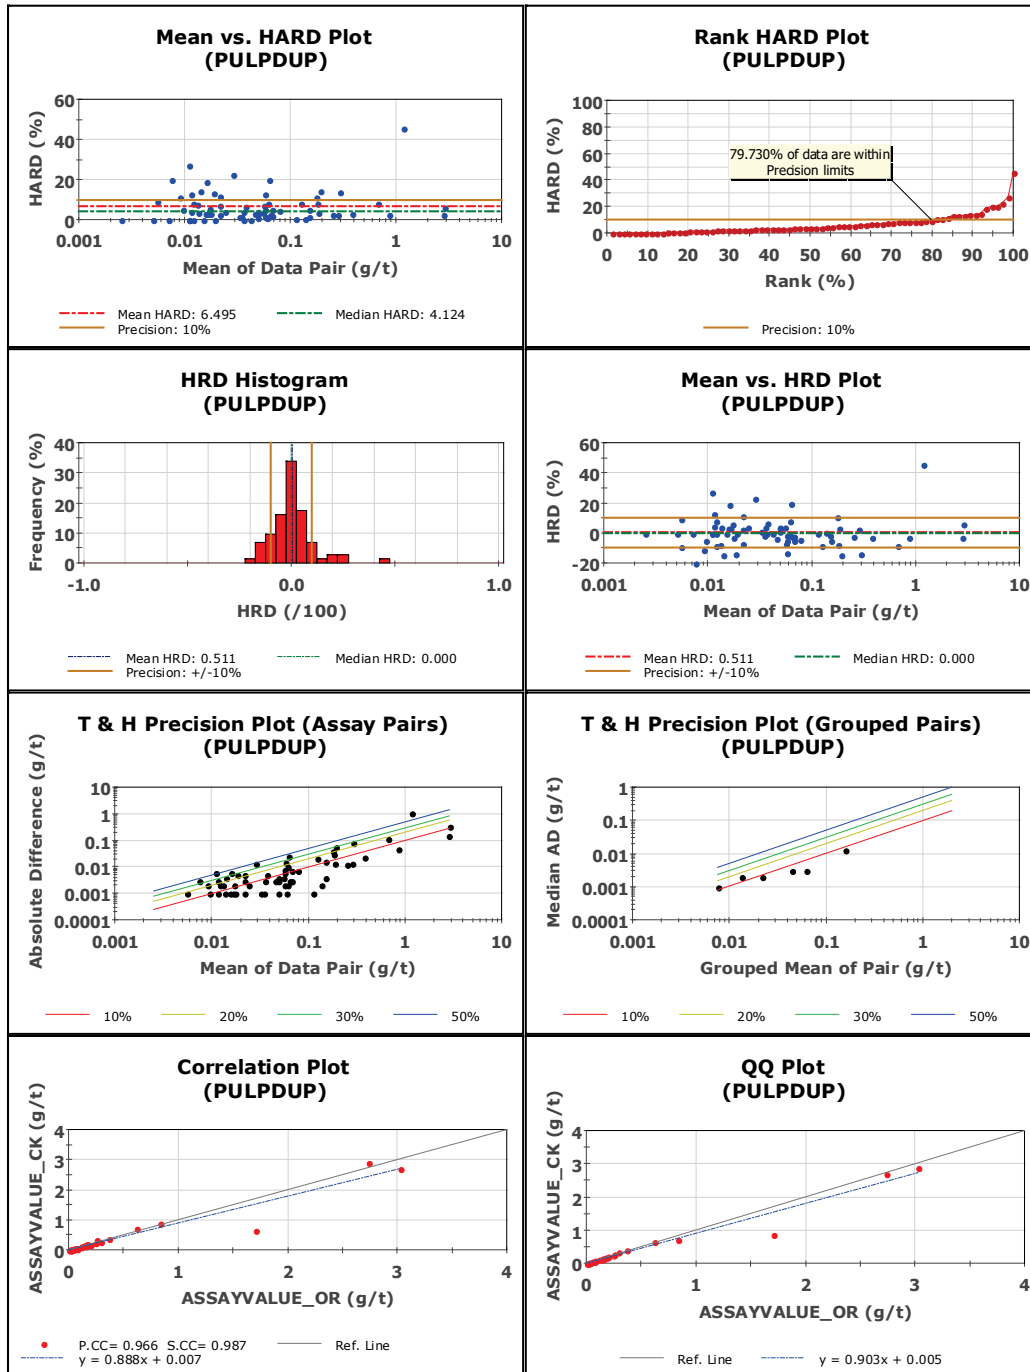 Mean vs. HARD Plot
(PULPDUP)
HARD (%)
60
40
20
0
0.001 0.01 0.1 1 10
Mean of Data Pair (g/t)
Mean HARD: 6.495 Median HARD: 4.124
Precision: 10%
Rank HARD Plot
(PULPDUP)
HARD (%)
100
80
60
40
20
0
79.730% of data are within
Precision limits
0 10 20 30 40 50 60 70 80 90 100
Rank (%)
Precision: 10%
HRD Histogram
(PULPDUP)
Frequency (%)
40
30
20
10
0
-1.0 0.0 1.0
HRD (/100)
Mean HRD: 0.511 Median HRD: 0.000
Precision: +/-10%
Mean vs. HRD Plot
(PULPDUP)
HRD (%)
60
40
20
0
-20
0.001 0.01 0.1 1 10
Mean of Data Pair (g/t)
Mean HRD: 0.511 Median HRD: 0.000
Precision: +/-10%
T & H Precision Plot (Assay Pairs)
(PULPDUP)
Absolute Difference (g/t)
10
1
0.1
0.01
0.001
0.0001
0.001 0.01 0.1 1 10
Mean of Data Pair (g/t)
10% 20% 30% 50%
T & H Precision Plot (Grouped Pairs)
(PULPDUP)
Median AD (g/t)
1
0.1
0.01
0.001
0.0001
0.001 0.01 0.1 1 10
Grouped Mean of Pair (g/t)
10% 20% 30% 50%
Correlation Plot
(PULPDUP)
ASSAYVALUE_CK (g/t)
4
3
2
1
0
0 1 2 3 4
ASSAYVALUE_OR (g/t)
P.CC= 0.966 S.CC= 0.987 Ref. Line
y = 0.888x + 0.007
QQ Plot
(PULPDUP)
ASSAYVALUE_CK (g/t)
4
3
2
1
0
0 1 2 3 4
ASSAYVALUE_OR (g/t)
Ref. Line y = 0.903x + 0.005